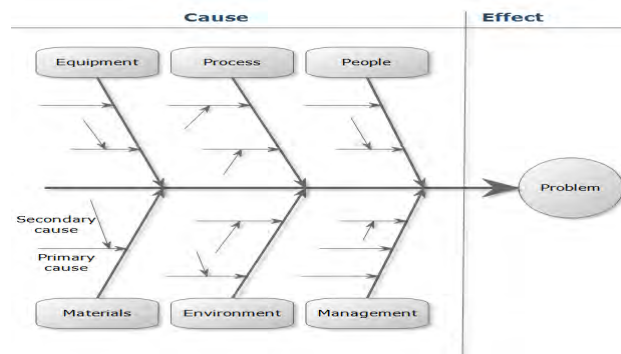 Cause
Effect
Equipment
Process
People
Problem
Secondary
cause
Primary
cause
Materials
Environment
Management